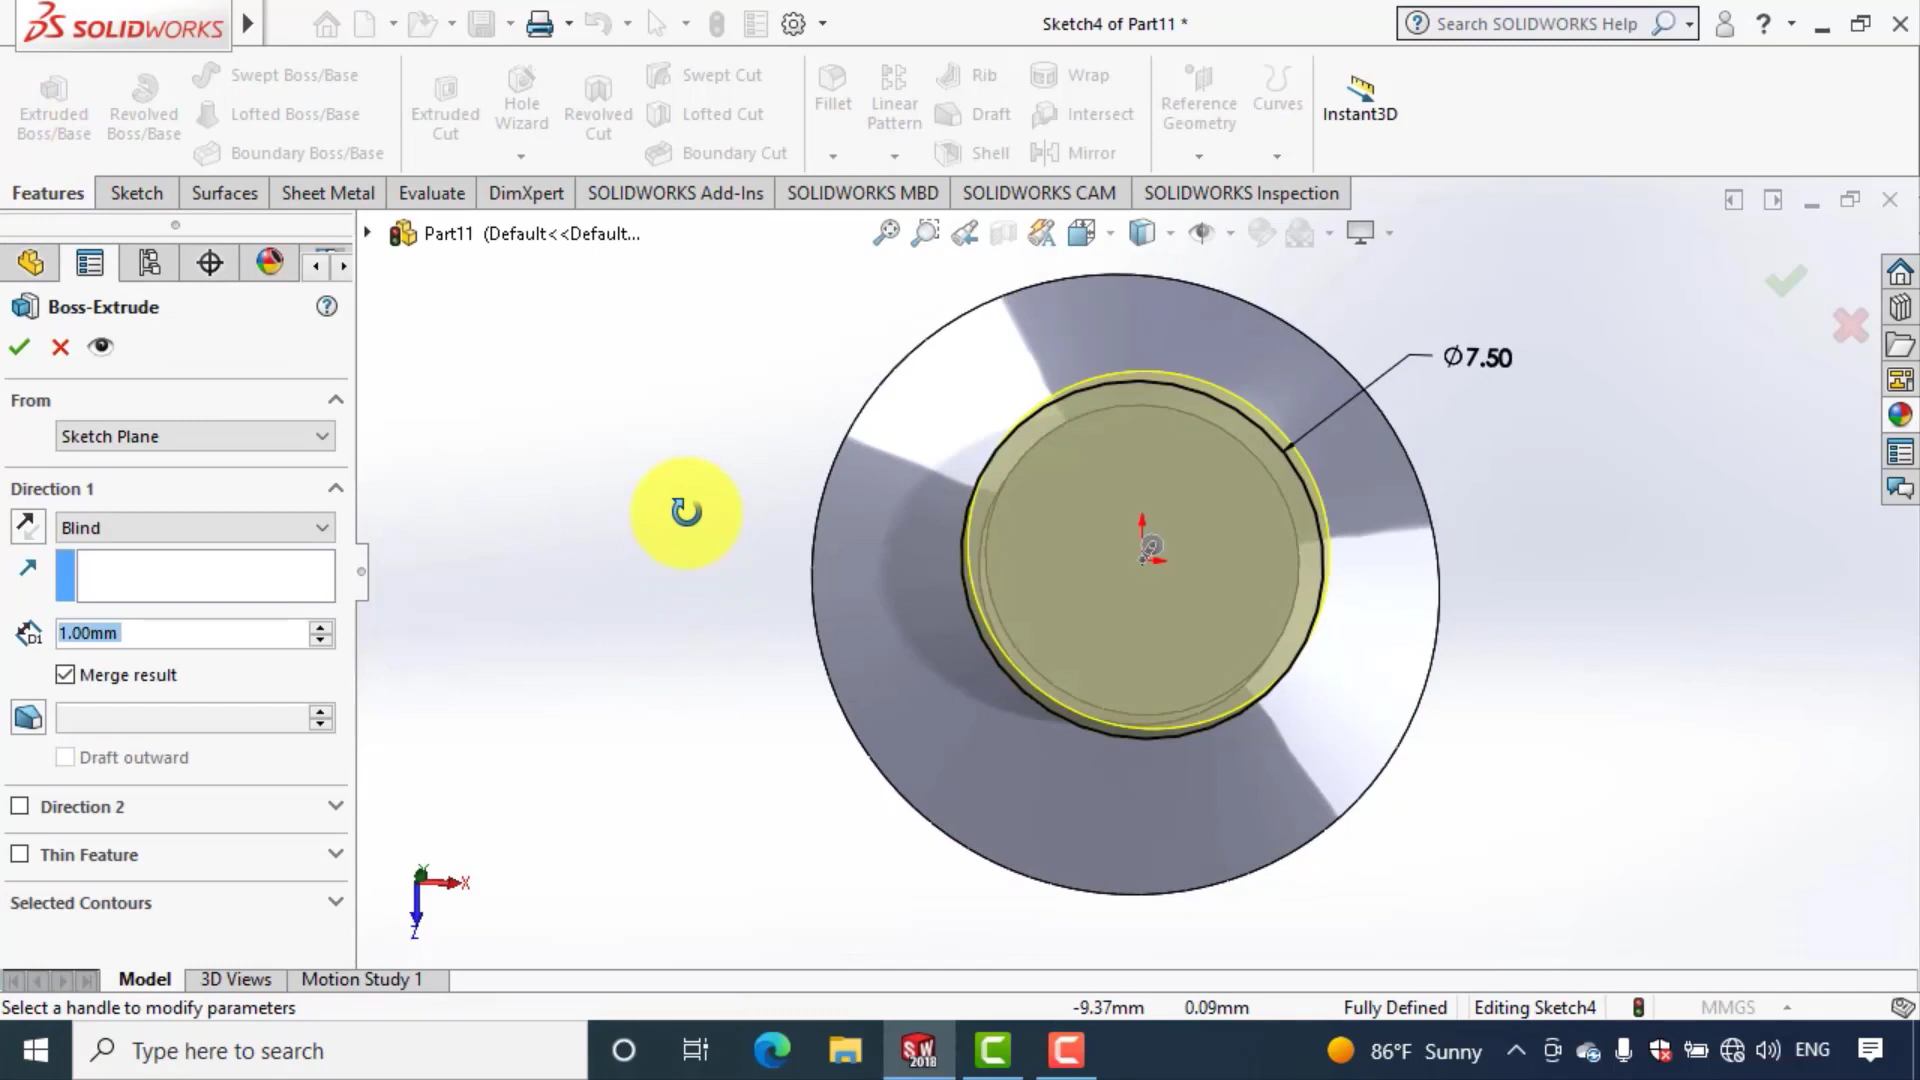 SOLIDWORKS
Sketch4 of Part11 *
Search SOLIDWORKS Help
?
Extruded Boss/Base
Revolved Boss/Base
Swept Boss/Base
Lofted Boss/Base
Boundary Boss/Base
Extruded Cut
Hole Wizard
Revolved Cut
Swept Cut
Lofted Cut
Boundary Cut
Fillet
Linear Pattern
Rib
Draft
Shell
Wrap
Intersect
Mirror
Reference Geometry
Curves
Instant3D
Features
Sketch
Surfaces
Sheet Metal
Evaluate
DimXpert
SOLIDWORKS Add-Ins
SOLIDWORKS MBD
SOLIDWORKS CAM
SOLIDWORKS Inspection
Part11 (Default<<Default...
Boss-Extrude
From
Sketch Plane
Direction 1
Blind
D1
1.00mm
Merge result
Draft outward
Direction 2
Thin Feature
Selected Contours
∅7.50
Y
X
Z
Model
3D Views
Motion Study 1
Select a handle to modify parameters
-9.37mm
0.09mm
Fully Defined
Editing Sketch4
MMGS
Type here to search
SW 2018
86°F Sunny
ENG